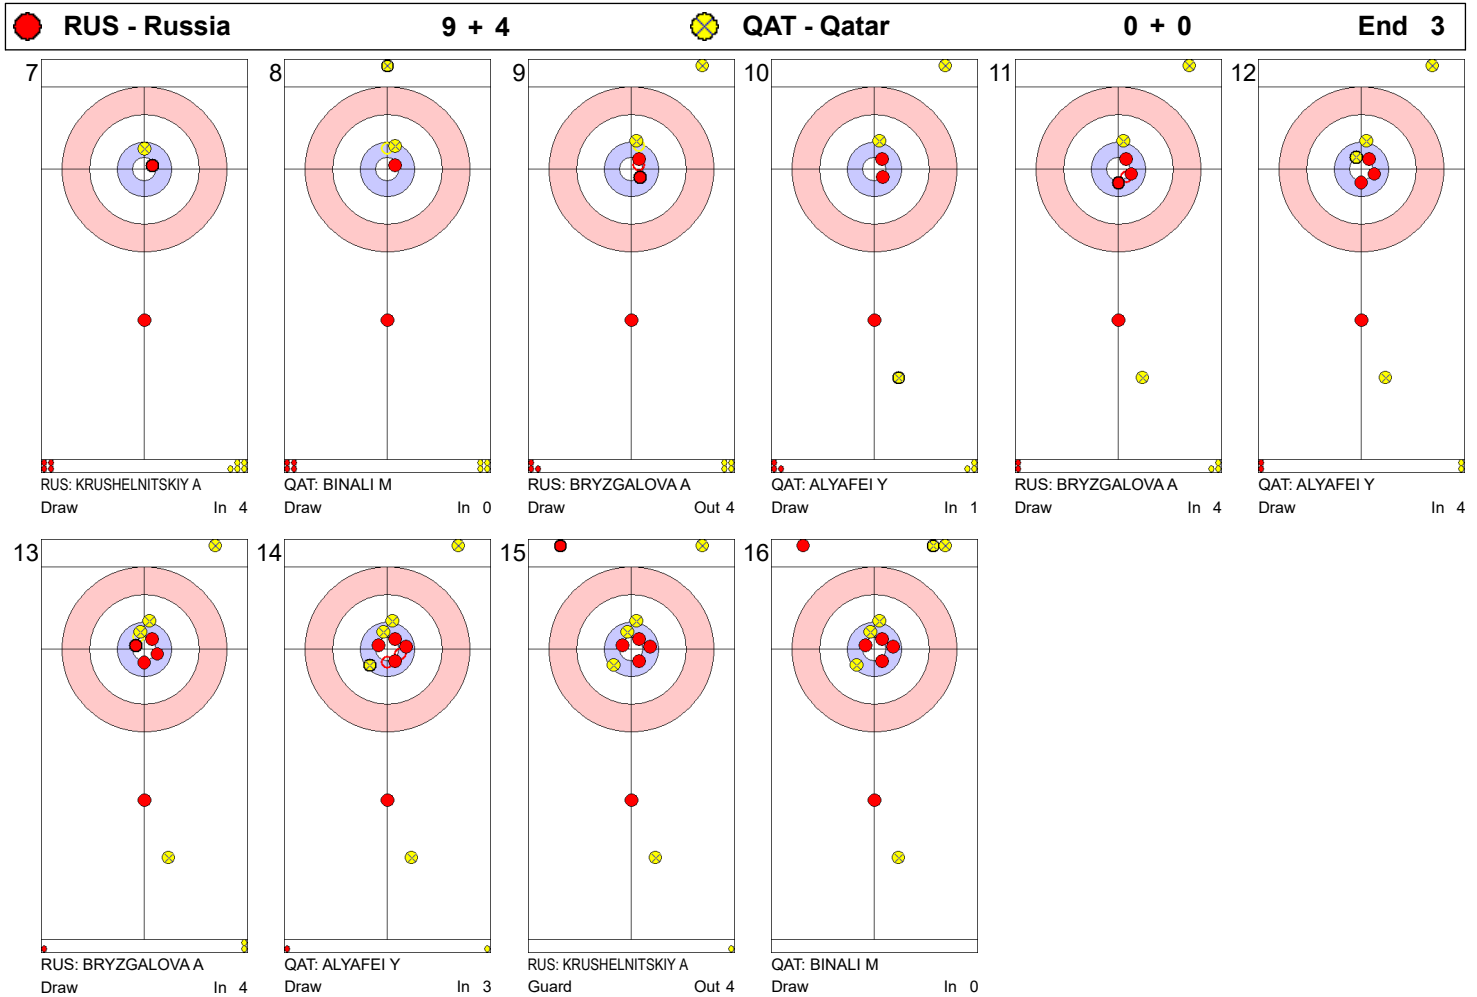 RUS - Russia 9 + 4 QAT - Qatar 0 + 0 End 3
7 8 9 10 11 12
RUS: KRUSHELNITSKIY A QAT: BINALI M RUS: BRYZGALOVA A QAT: ALYAFEI Y RUS: BRYZGALOVA A QAT: ALYAFEI Y
Draw In 4 Draw In 0 Draw Out 4 Draw In 1 Draw In 4 Draw In 4
13 14 15 16
RUS: BRYZGALOVA A QAT: ALYAFEI Y RUS: KRUSHELNITSKIY A QAT: BINALI M
Draw In 4 Draw In 3 Guard Out 4 Draw In 0